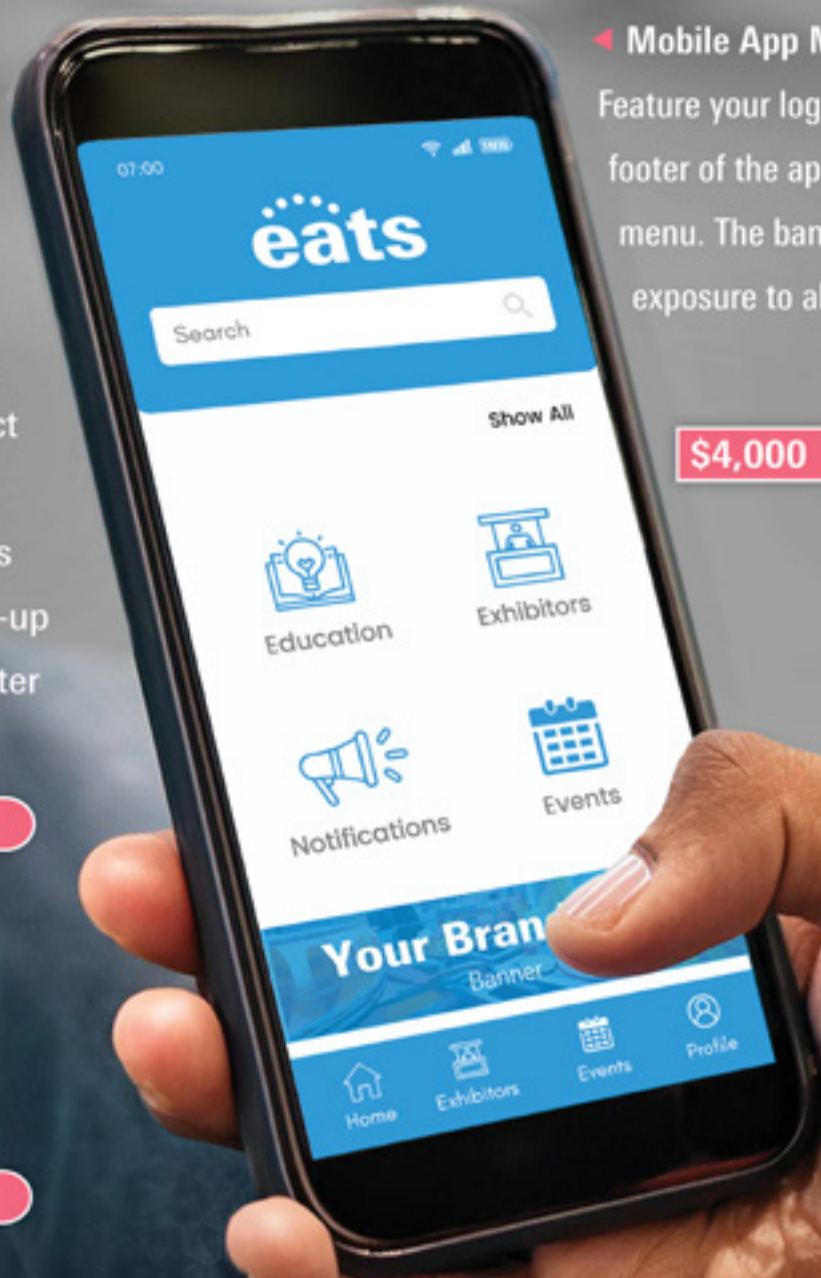 Mobile App M
Feature your log
footer of the ap
menu. The ban
exposure to al
$4,000
ct
s
-up
ter
07:00
eats
Search
Show All
Education
Exhibitors
Notifications
Events
Your Bran
Banner
Home
Exhibitors
Events
Profile